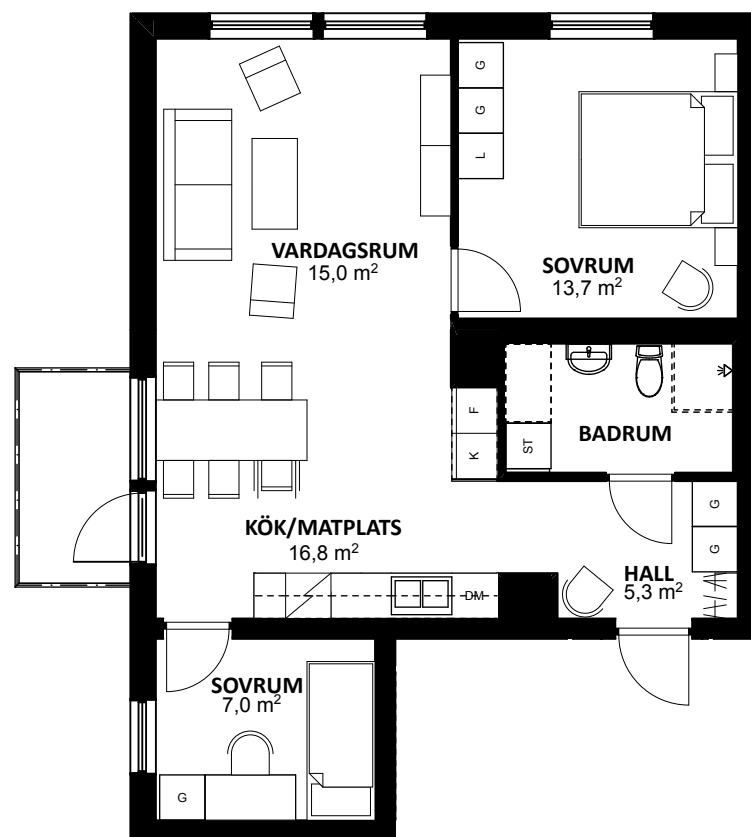 G
G
L
VARDAGSRUM
15,0 m²
SOVRUM
13,7 m²
F
K
ST
BADRUM
G
G
KÖK/MATPLATS
16,8 m²
DM
HALL
5,3 m²
SOVRUM
7,0 m²
G